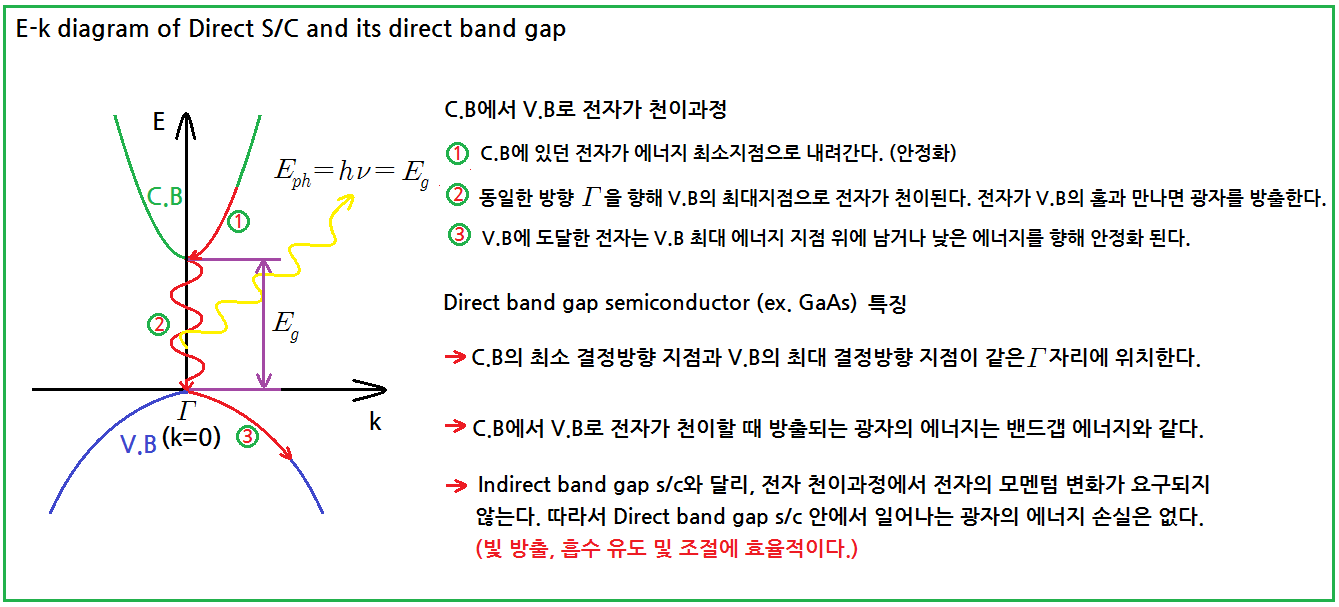 E-k diagram of Direct S/C and its direct band gap
E
C.B
①
E_ph = hν = E_g
②
E_g
k
Γ
(k=0)
V.B
③
C.B에서 V.B로 전자가 천이과정
① C.B에 있던 전자가 에너지 최소지점으로 내려간다. (안정화)
② 동일한 방향 Γ 을 향해 V.B의 최대지점으로 전자가 천이된다. 전자가 V.B의 홀과 만나면 광자를 방출한다.
③ V.B에 도달한 전자는 V.B 최대 에너지 지점 위에 남거나 낮은 에너지를 향해 안정화 된다.
Direct band gap semiconductor (ex. GaAs) 특징
→ C.B의 최소 결정방향 지점과 V.B의 최대 결정방향 지점이 같은 Γ 자리에 위치한다.
→ C.B에서 V.B로 전자가 천이할 때 방출되는 광자의 에너지는 밴드갭 에너지와 같다.
→ Indirect band gap s/c와 달리, 전자 천이과정에서 전자의 모멘텀 변화가 요구되지
않는다. 따라서 Direct band gap s/c 안에서 일어나는 광자의 에너지 손실은 없다.
(빛 방출, 흡수 유도 및 조절에 효율적이다.)